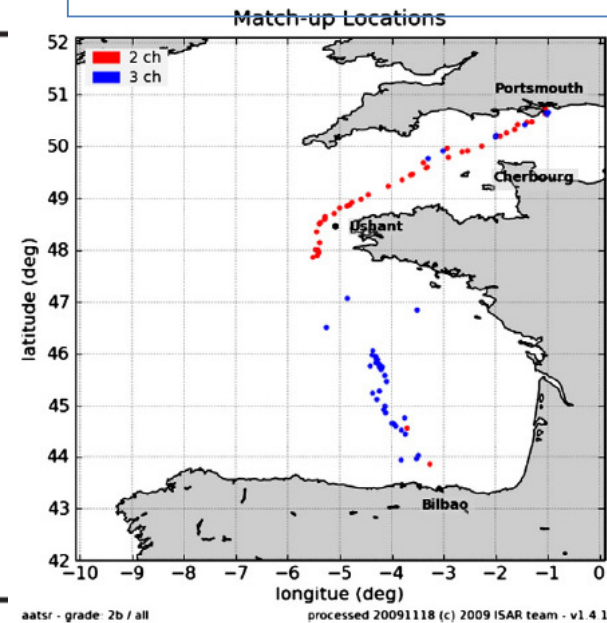 Match-up Locations
52
2 ch
3 ch
51
Portsmouth
50
Cherbourg
49
Ushant
48
47
46
45
44
43
Bilbao
42
latitude (deg)
−10 −9 −8 −7 −6 −5 −4 −3 −2 −1 0
longitue (deg)
aatsr - grade: 2b / all
processed 20091118 (c) 2009 ISAR team - v1.4.1